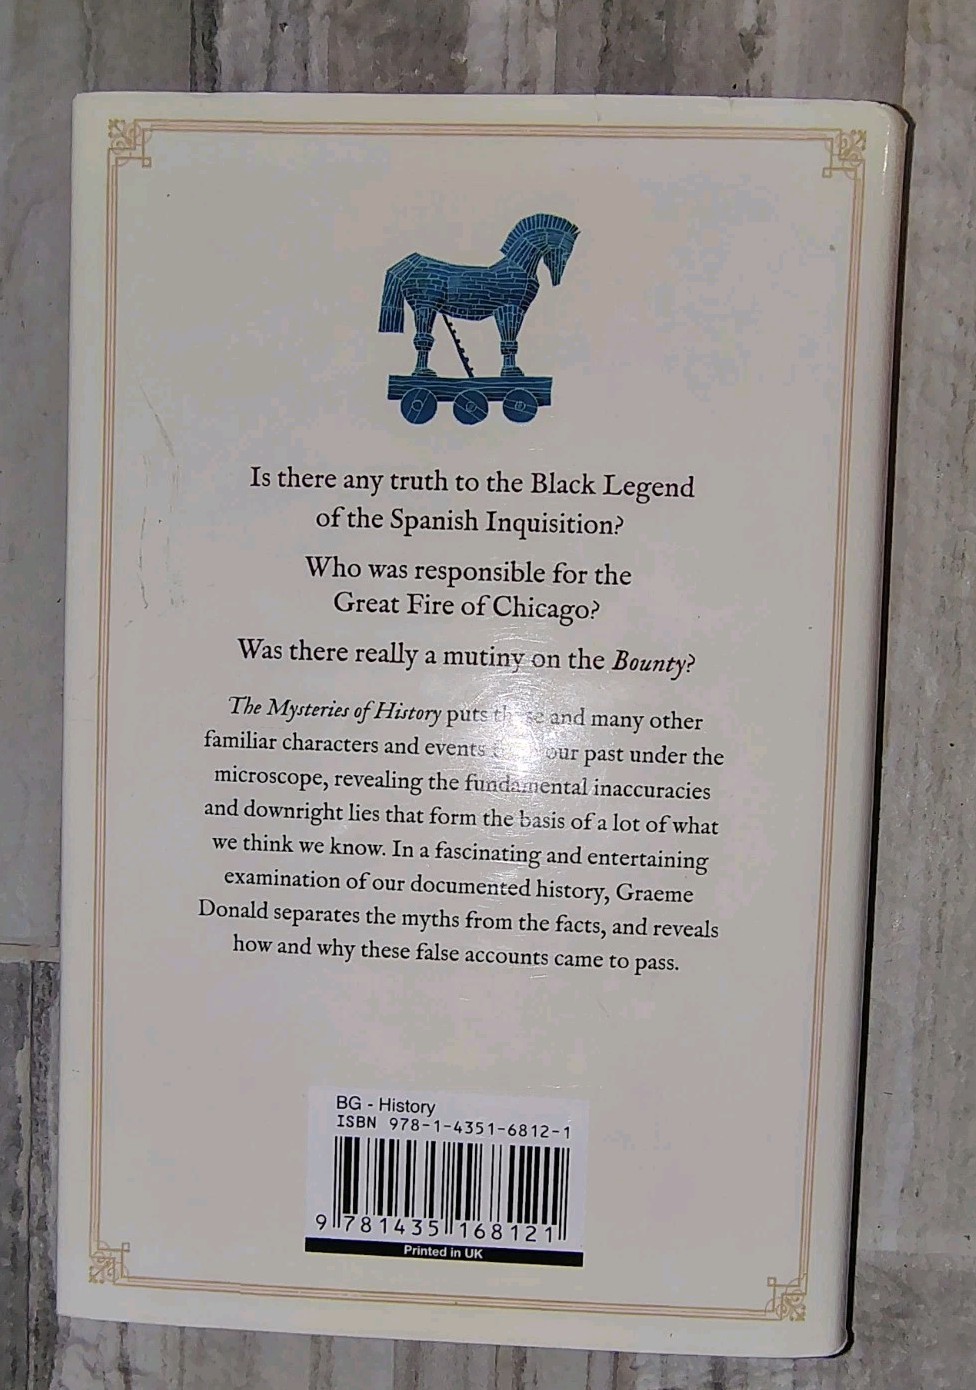 Is there any truth to the Black Legend
of the Spanish Inquisition?
Who was responsible for the
Great Fire of Chicago?
Was there really a mutiny on the Bounty?
The Mysteries of History puts these and many other
familiar characters and events our past under the
microscope, revealing the fundamental inaccuracies
and downright lies that form the basis of a lot of what
we think we know. In a fascinating and entertaining
examination of our documented history, Graeme
Donald separates the myths from the facts, and reveals
how and why these false accounts came to pass.
BG - History
ISBN 978-1-4351-6812-1
9 781435 168121
Printed in UK